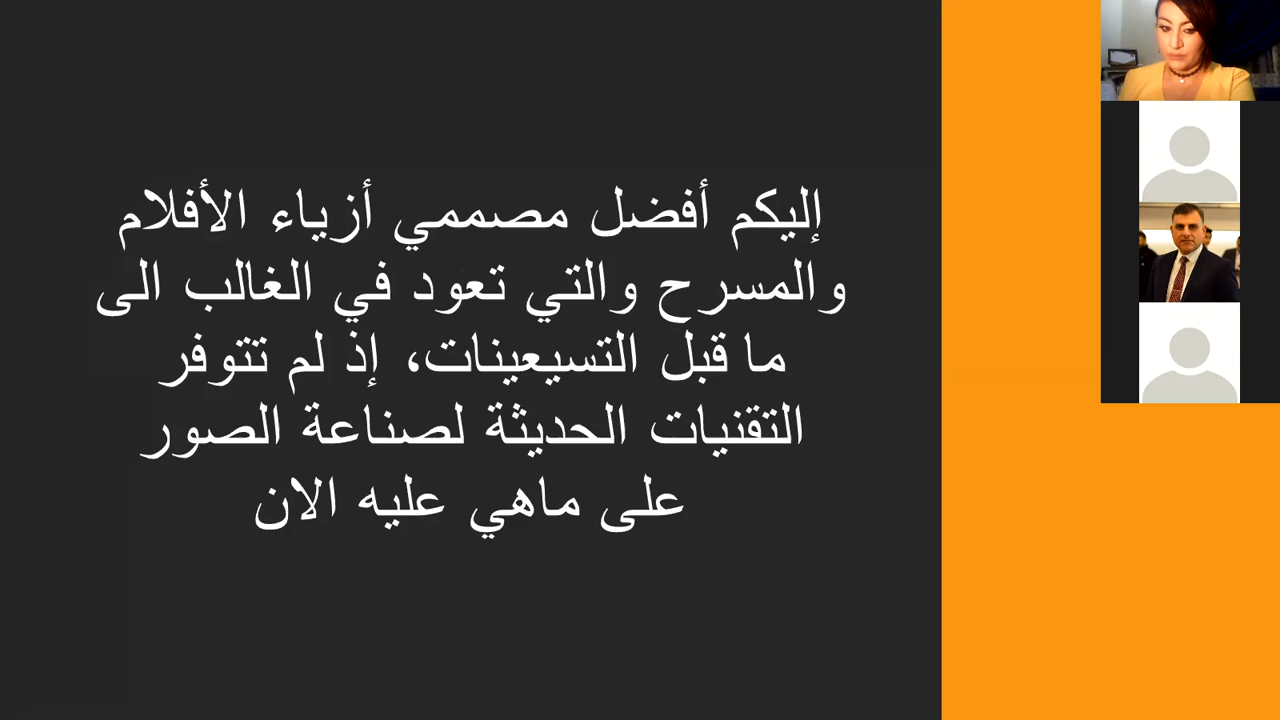 إليكم أفضل مصممي أزياء الأفلام
والمسرح والتي تعود في الغالب الى
ما قبل التسيعينات، إذ لم تتوفر
التقنيات الحديثة لصناعة الصور
على ماهي عليه الان